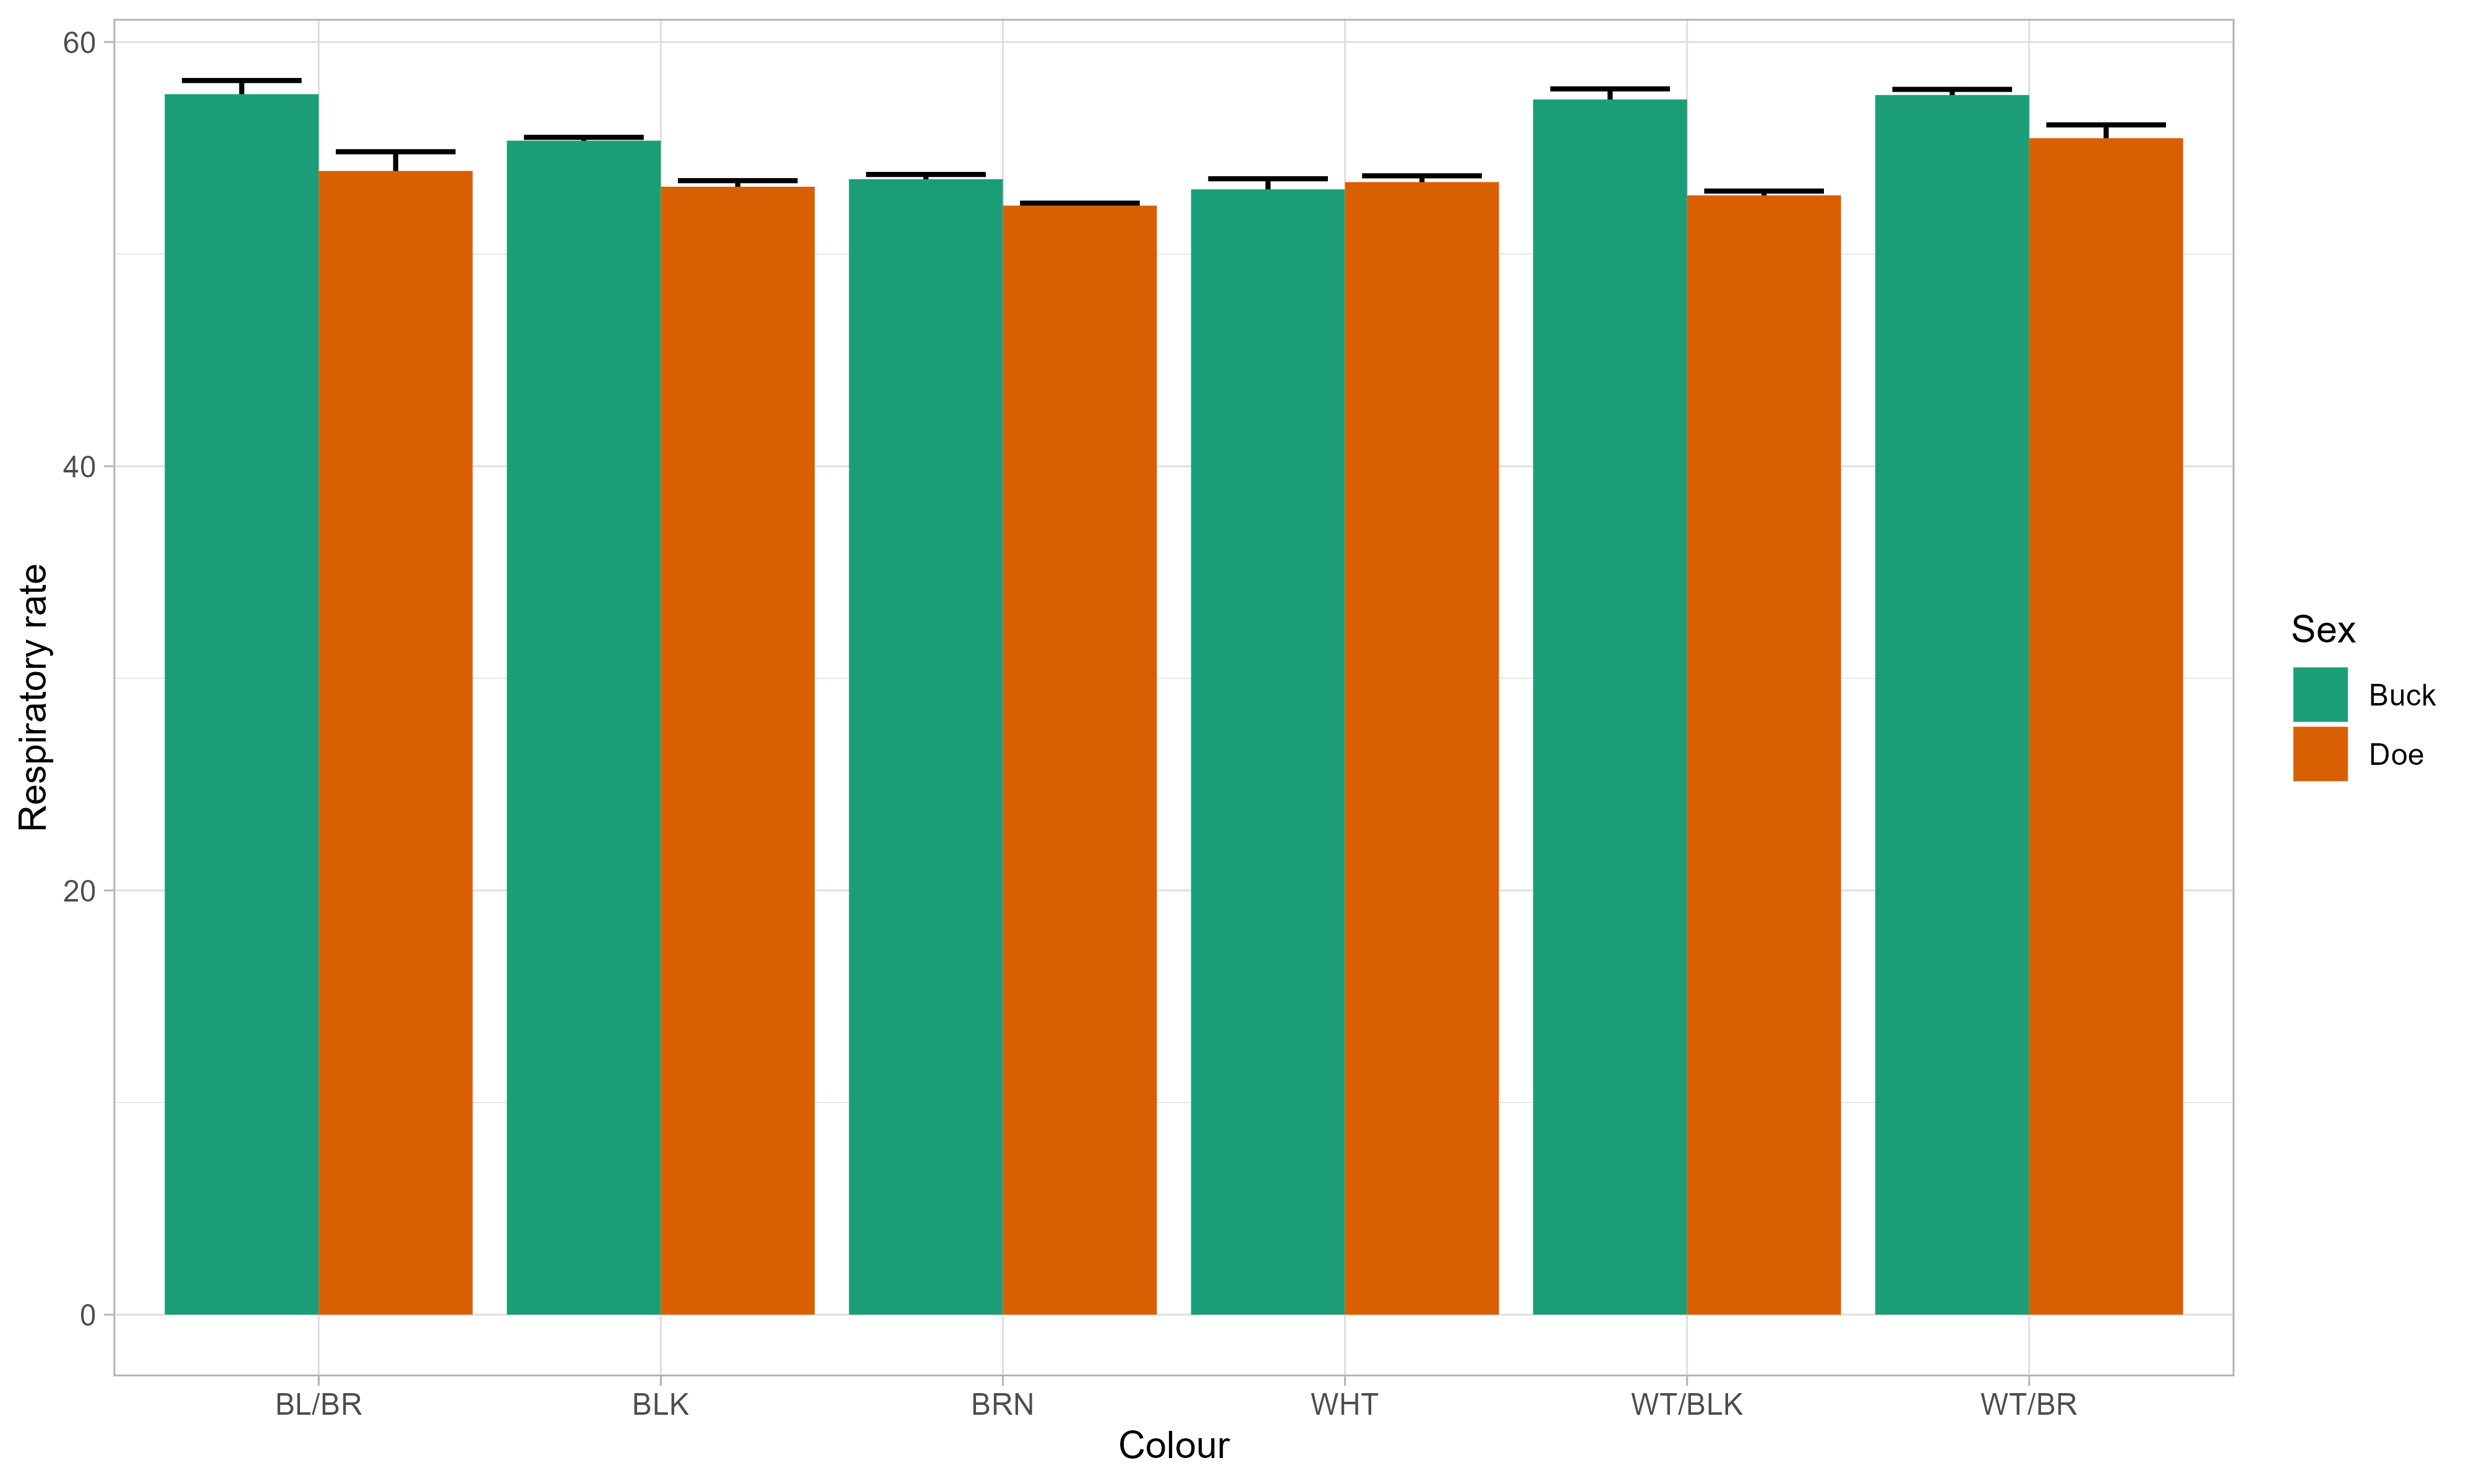 60
40
20
0
Respiratory rate
BL/BR
BLK
BRN
WHT
WT/BLK
WT/BR
Colour
Sex
Buck
Doe